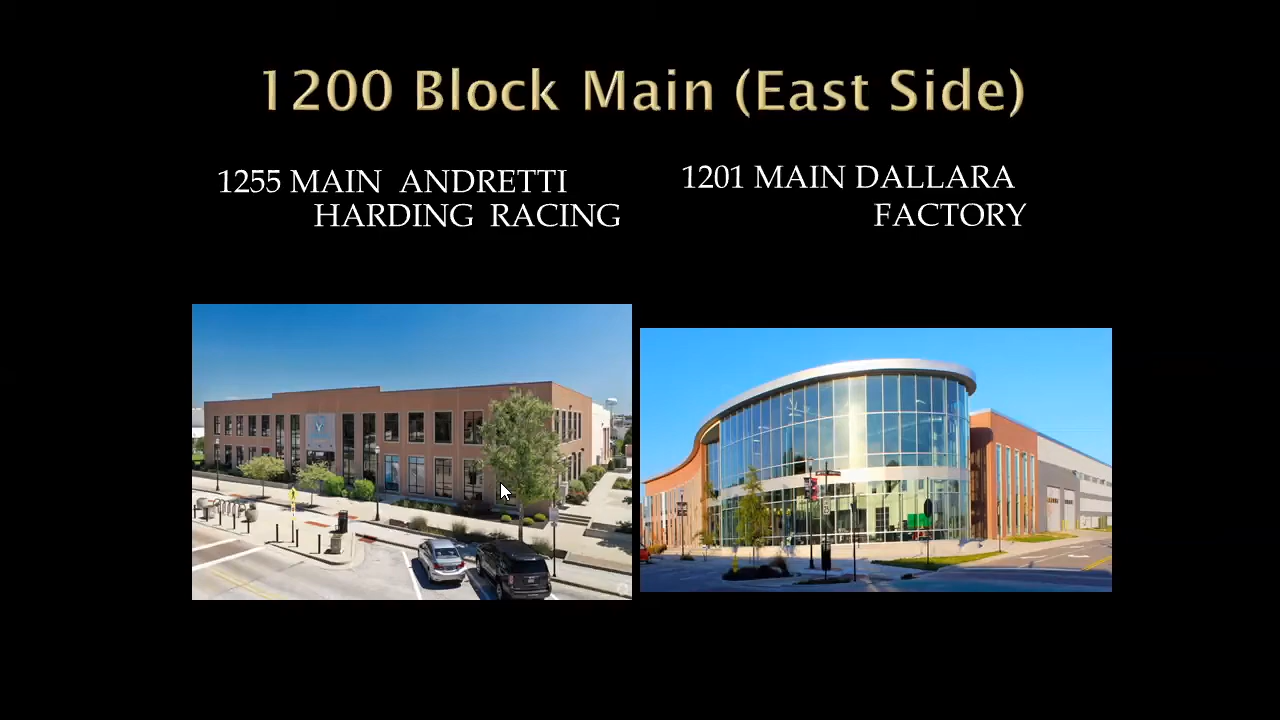 1200 Block Main (East Side)
1255 MAIN ANDRETTI
HARDING RACING
1201 MAIN DALLARA
FACTORY